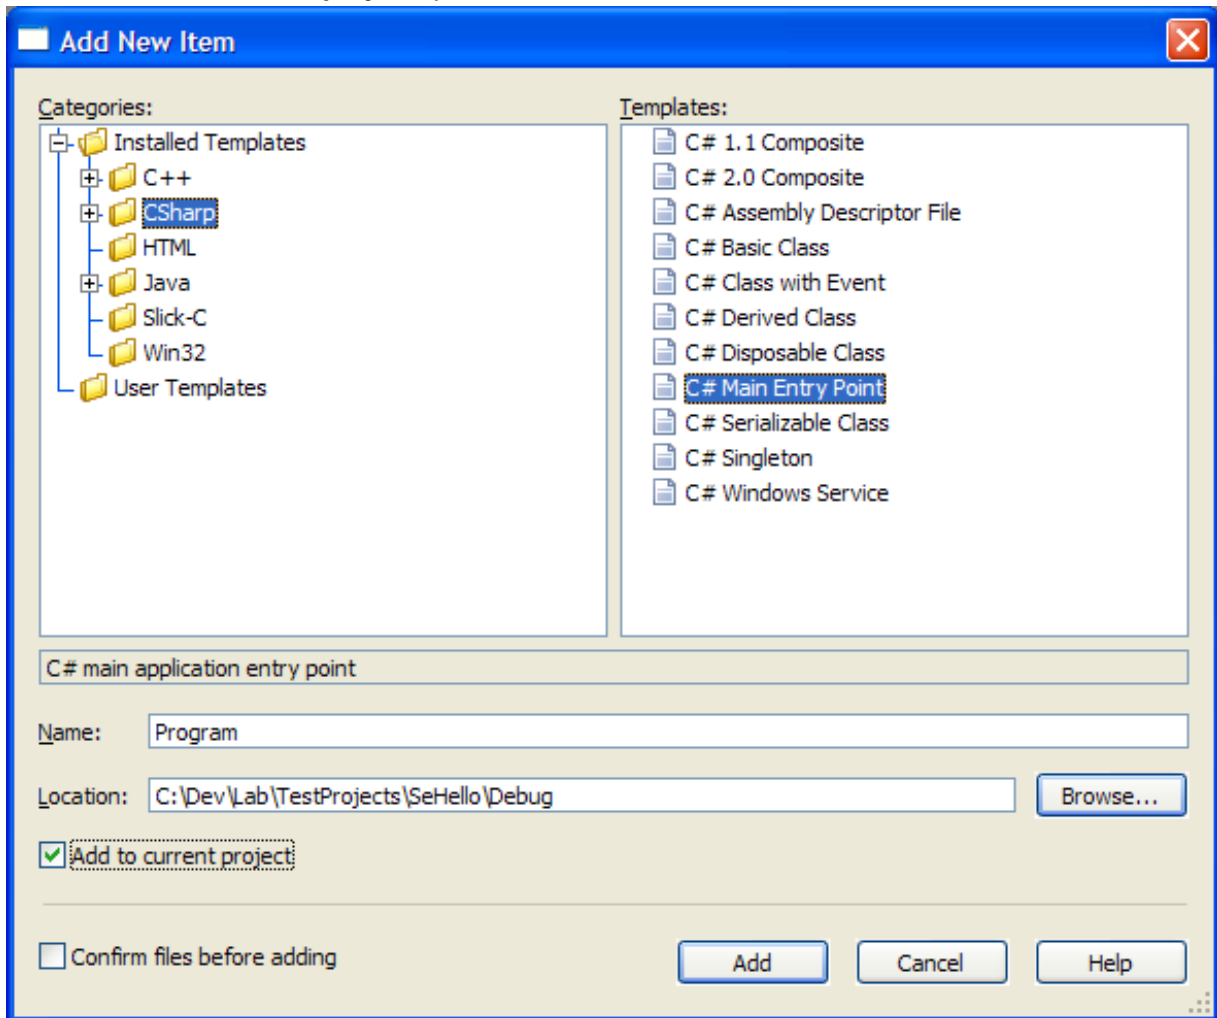 Add New Item
Categories:
Installed Templates
C++
CSharp
HTML
Java
Slick-C
Win32
User Templates
Templates:
C# 1.1 Composite
C# 2.0 Composite
C# Assembly Descriptor File
C# Basic Class
C# Class with Event
C# Derived Class
C# Disposable Class
C# Main Entry Point
C# Serializable Class
C# Singleton
C# Windows Service
C# main application entry point
Name: Program
Location: C:\Dev\Lab\TestProjects\SeHello\Debug Browse...
Add to current project
Confirm files before adding Add Cancel Help